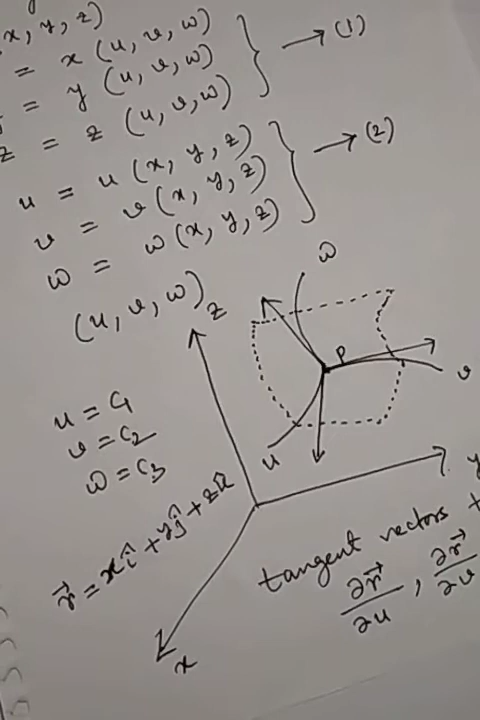 x, y, z)
= x (u, v, w)
= y (u, v, w) → (1)
z = z (u, v, w)
u = u (x, y, z)
v = v (x, y, z) → (2)
w = w (x, y, z)
(u, v, w)
z
w
P
v
u
u = C1
v = C2
w = C3
y
x
r⃗ = xî + yĵ + zk̂
tangent vectors
∂r⃗/∂u , ∂r⃗/∂v